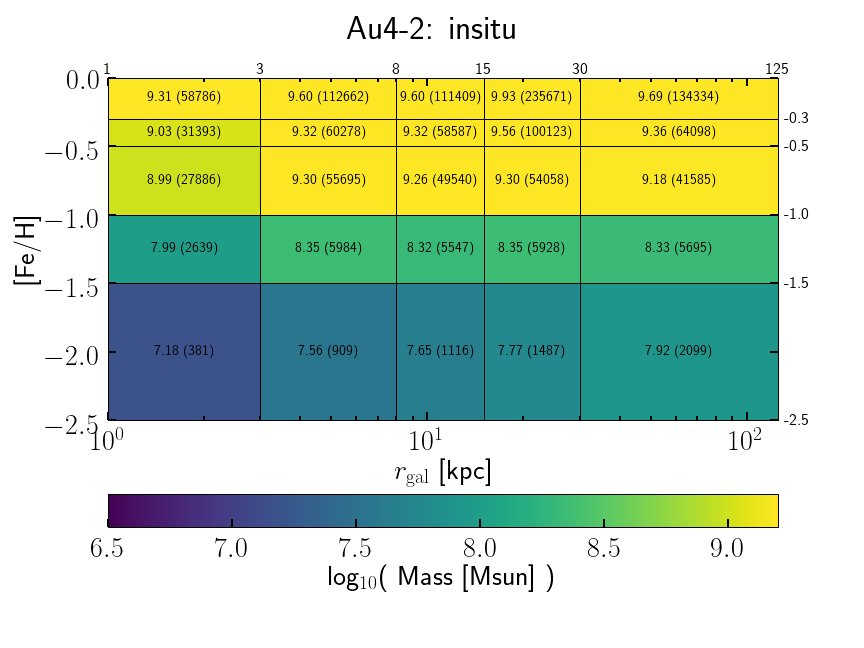 Au4-2: insitu
1 3 8 15 30 125
0.0 9.31 (58786) 9.60 (112662) 9.60 (111409) 9.93 (235671) 9.69 (134334)
-0.3
9.03 (31393) 9.32 (60278) 9.32 (58587) 9.56 (100123) 9.36 (64098)
−0.5 -0.5
8.99 (27886) 9.30 (55695) 9.26 (49540) 9.30 (54058) 9.18 (41585)
−1.0 -1.0
7.99 (2639) 8.35 (5984) 8.32 (5547) 8.35 (5928) 8.33 (5695)
−1.5 -1.5
7.18 (381) 7.56 (909) 7.65 (1116) 7.77 (1487) 7.92 (2099)
−2.0
−2.5 -2.5
[Fe/H]
10⁰ 10¹ 10²
r_gal [kpc]
6.5 7.0 7.5 8.0 8.5 9.0
log₁₀( Mass [Msun] )